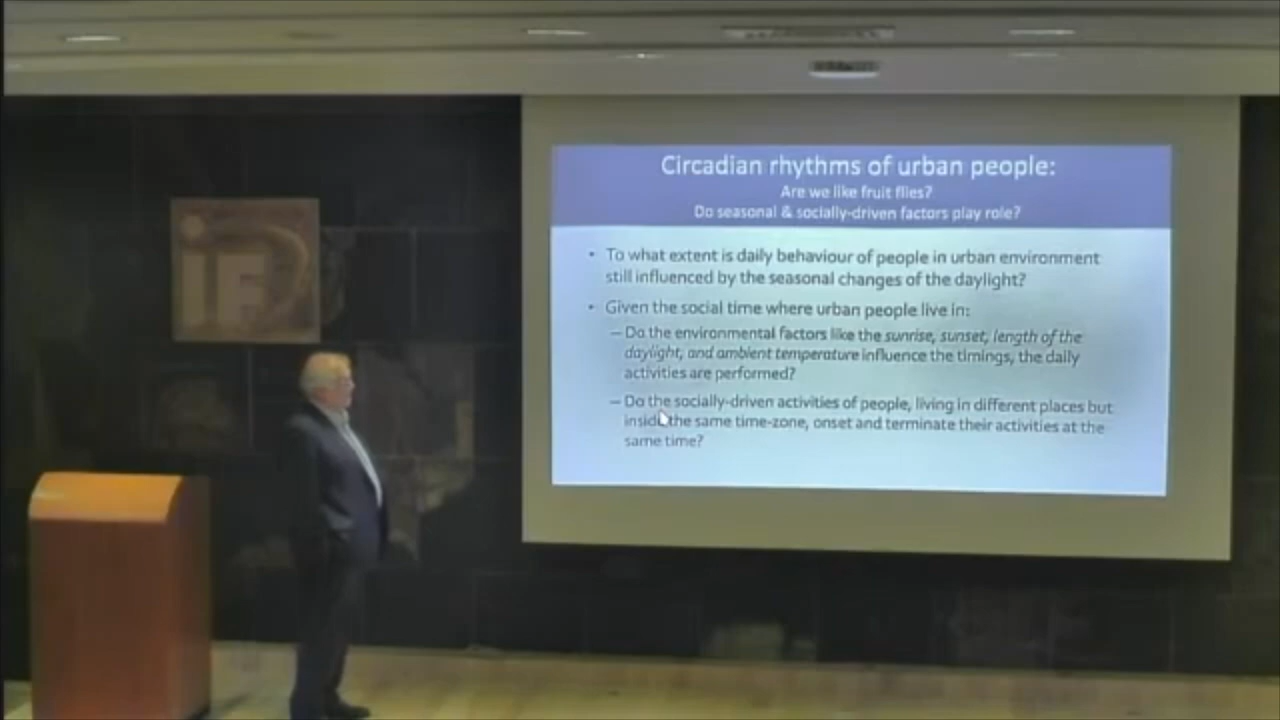 iF
Circadian rhythms of urban people:
Are we like fruit flies?
Do seasonal & socially-driven factors play role?
• To what extent is daily behaviour of people in urban environment
still influenced by the seasonal changes of the daylight?
• Given the social time where urban people live in:
– Do the environmental factors like the sunrise, sunset, length of the
daylight, and ambient temperature influence the timings, the daily
activities are performed?
– Do the socially-driven activities of people, living in different places but
inside the same time-zone, onset and terminate their activities at the
same time?